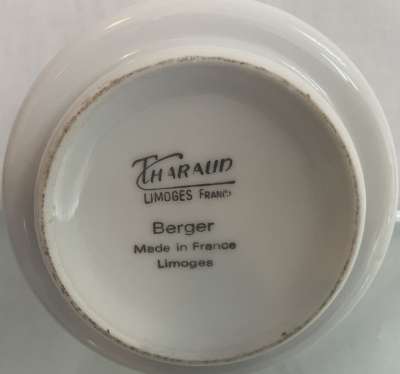 THARAUD
LIMOGES FRANCE
Berger
Made in France
Limoges